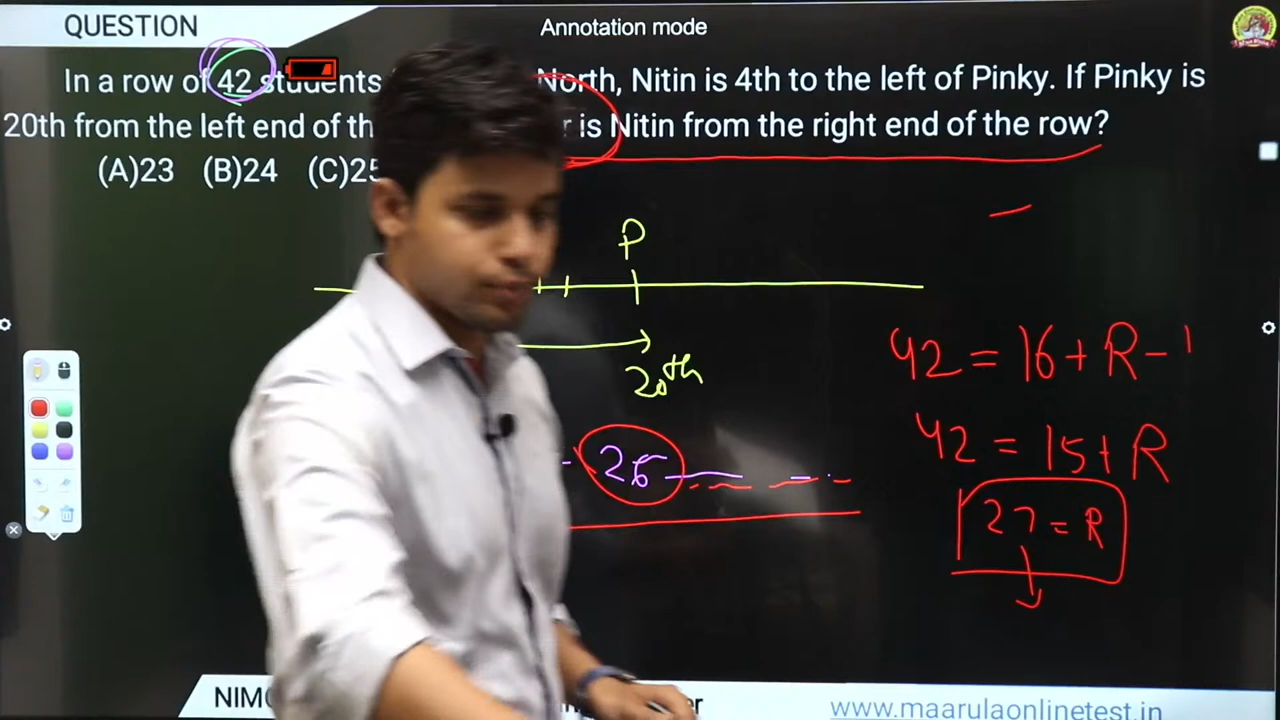 QUESTION
Annotation mode
In a row of 42 students North, Nitin is 4th to the left of Pinky. If Pinky is
20th from the left end of th r is Nitin from the right end of the row?
(A)23 (B)24 (C)25
P
20th
26
42 = 16 + R - 1
42 = 15 + R
27 = R
NIM
er
www.maarulaonlinetest.in